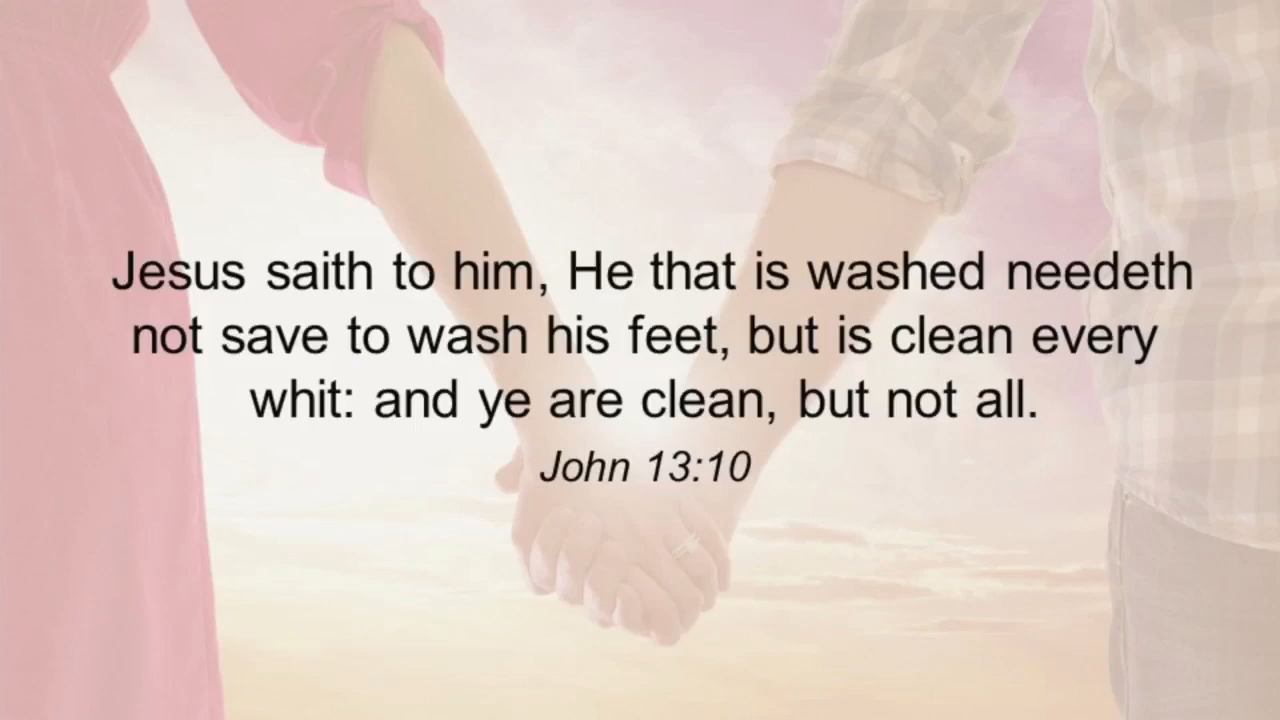 Jesus saith to him, He that is washed needeth
not save to wash his feet, but is clean every
whit: and ye are clean, but not all.
John 13:10